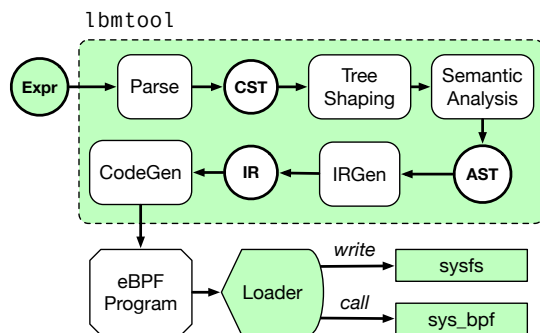 lbmtool
Expr
Parse
CST
Tree
Shaping
Semantic
Analysis
CodeGen
IR
IRGen
AST
eBPF
Program
Loader
write
sysfs
call
sys_bpf